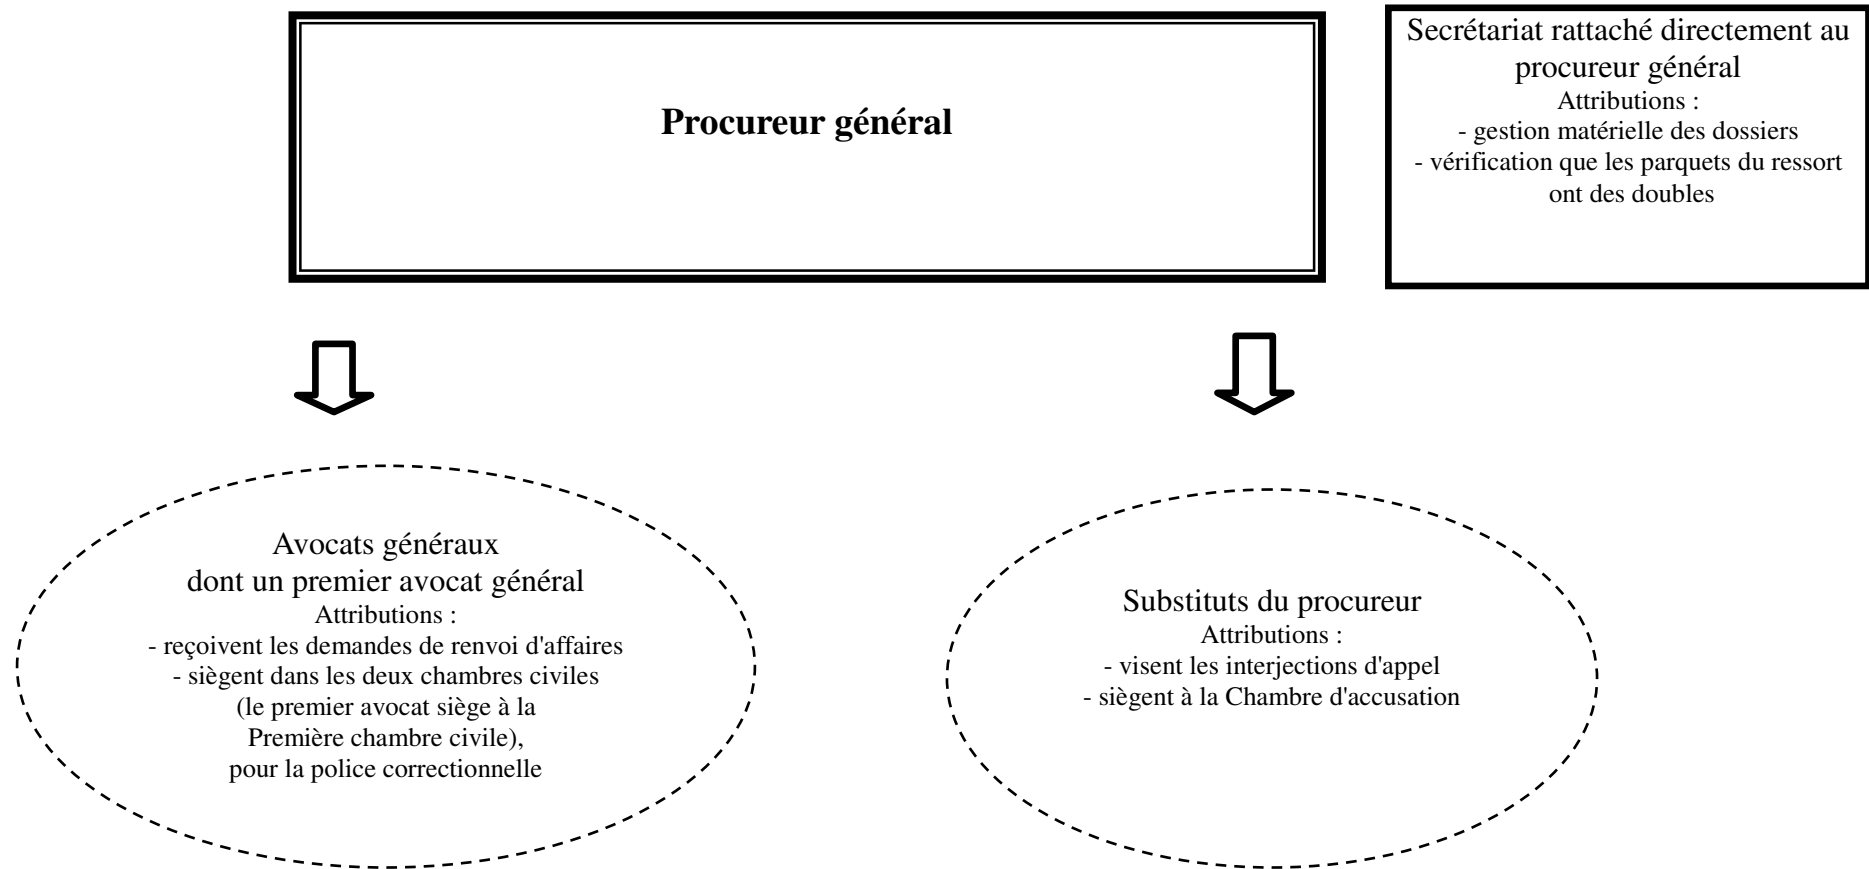 Procureur général
Secrétariat rattaché directement au
procureur général
Attributions :
- gestion matérielle des dossiers
- vérification que les parquets du ressort
ont des doubles
Avocats généraux
dont un premier avocat général
Attributions :
- reçoivent les demandes de renvoi d'affaires
- siègent dans les deux chambres civiles
(le premier avocat siège à la
Première chambre civile),
pour la police correctionnelle
Substituts du procureur
Attributions :
- visent les interjections d'appel
- siègent à la Chambre d'accusation